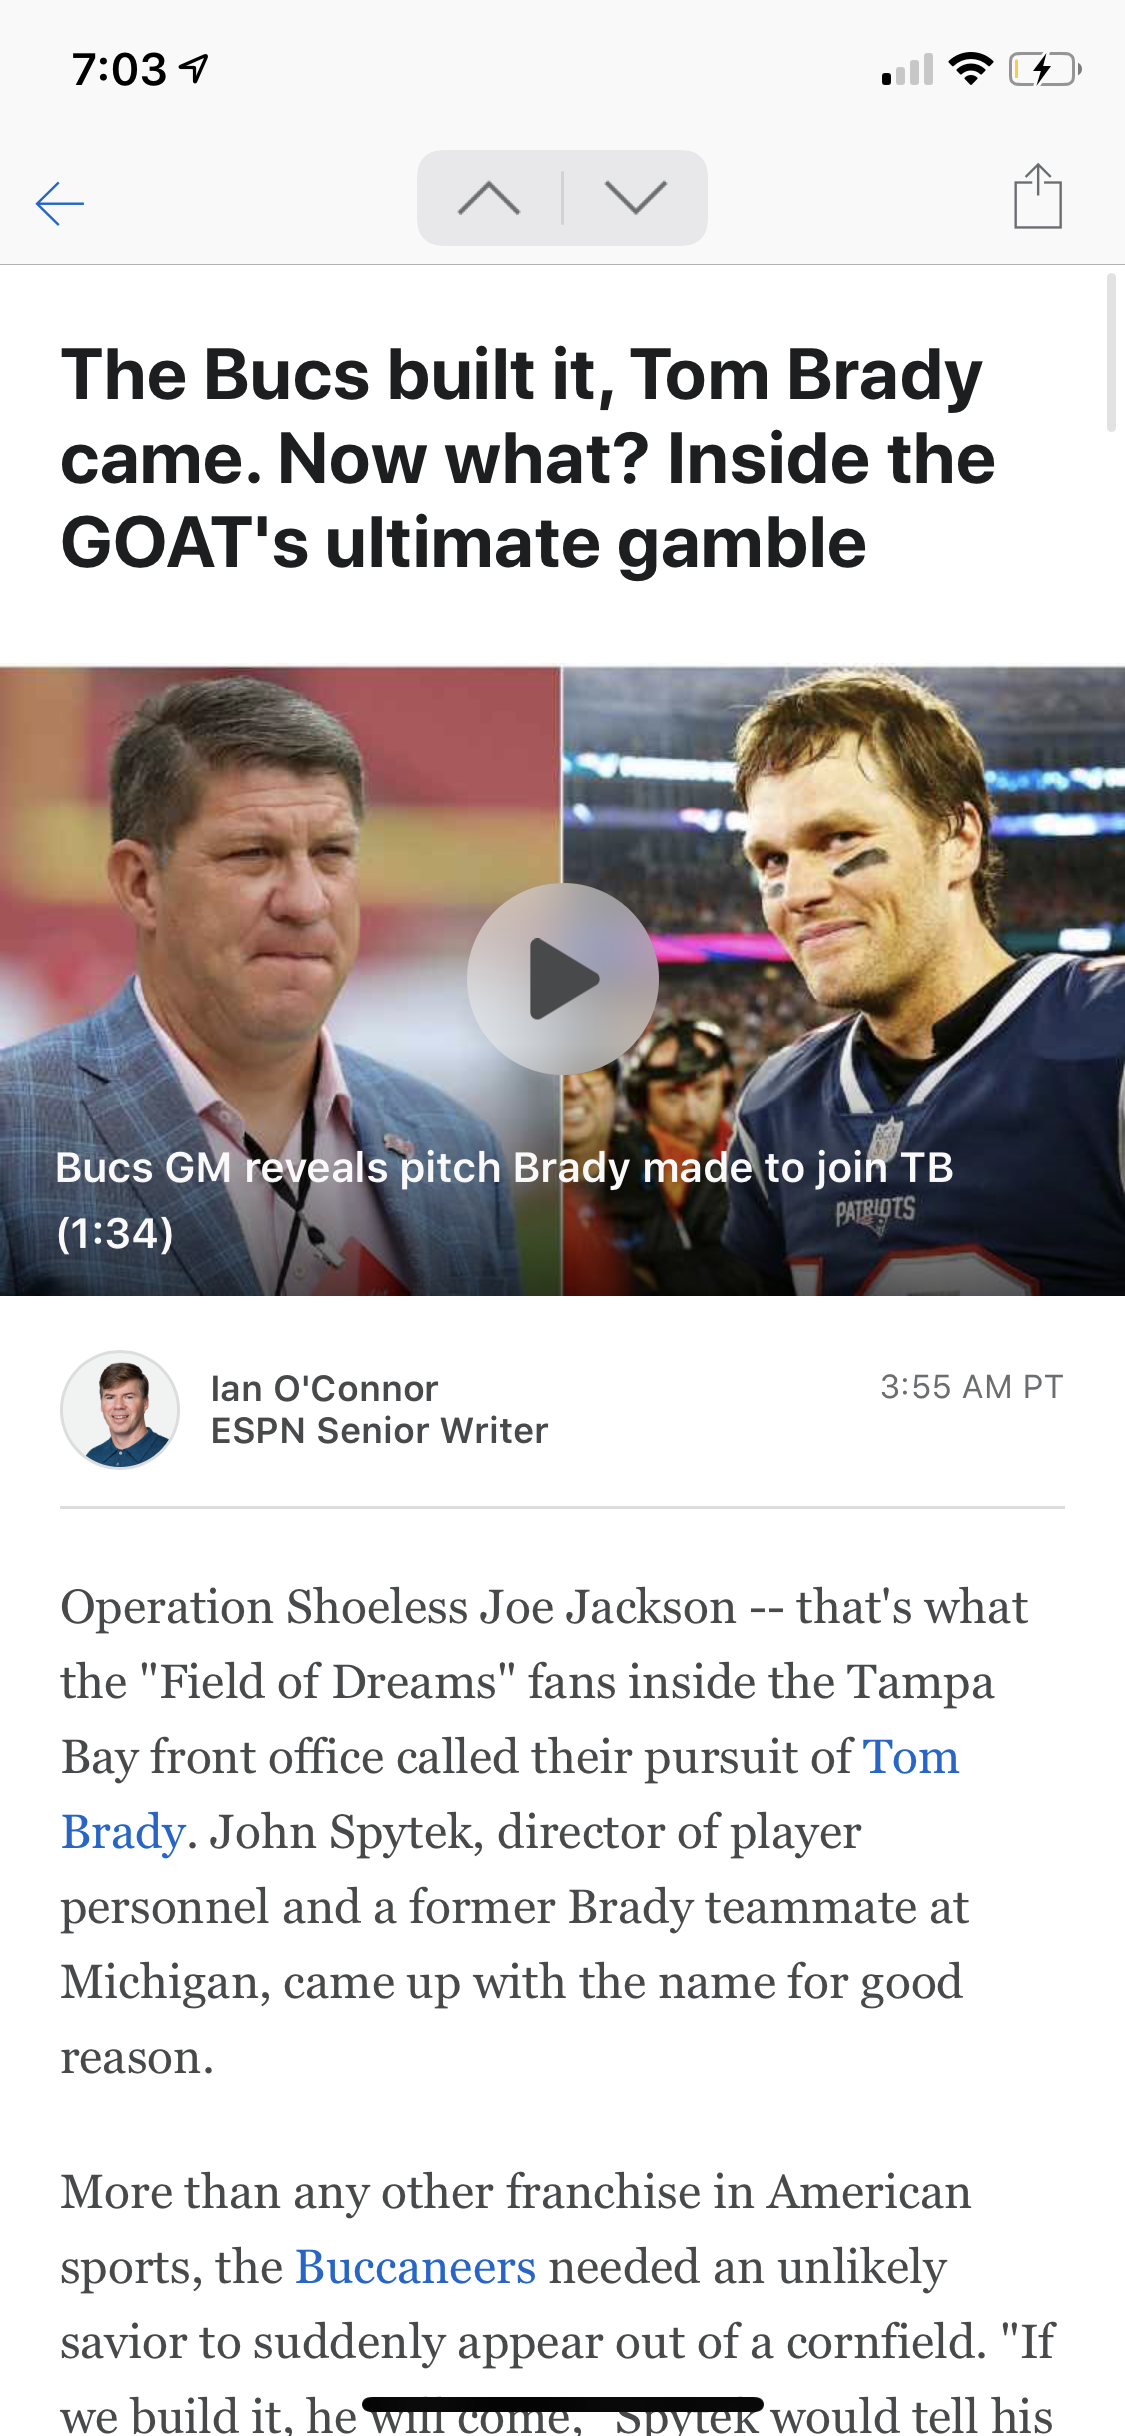 7:03
The Bucs built it, Tom Brady
came. Now what? Inside the
GOAT's ultimate gamble
PATRIOTS
Bucs GM reveals pitch Brady made to join TB
(1:34)
Ian O'Connor
ESPN Senior Writer
3:55 AM PT
Operation Shoeless Joe Jackson -- that's what
the "Field of Dreams" fans inside the Tampa
Bay front office called their pursuit of Tom
Brady. John Spytek, director of player
personnel and a former Brady teammate at
Michigan, came up with the name for good
reason.
More than any other franchise in American
sports, the Buccaneers needed an unlikely
savior to suddenly appear out of a cornfield. "If
we build it, he will come," Spytek would tell his